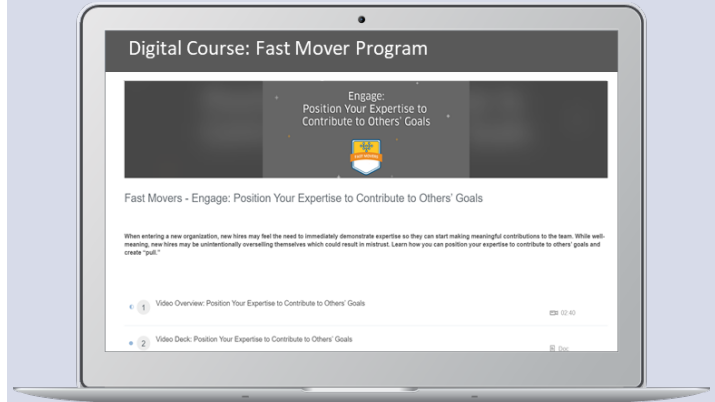 Digital Course: Fast Mover Program
Engage:
Position Your Expertise to
Contribute to Others' Goals
FAST MOVERS
Fast Movers - Engage: Position Your Expertise to Contribute to Others' Goals
When entering a new organization, new hires may feel the need to immediately demonstrate expertise so they can start making meaningful contributions to the team. While well-
meaning, new hires may be unintentionally overselling themselves which could result in mistrust. Learn how you can position your expertise to contribute to others' goals and
create "pull."
1 Video Overview: Position Your Expertise to Contribute to Others' Goals
02:40
2 Video Deck: Position Your Expertise to Contribute to Others' Goals
Doc